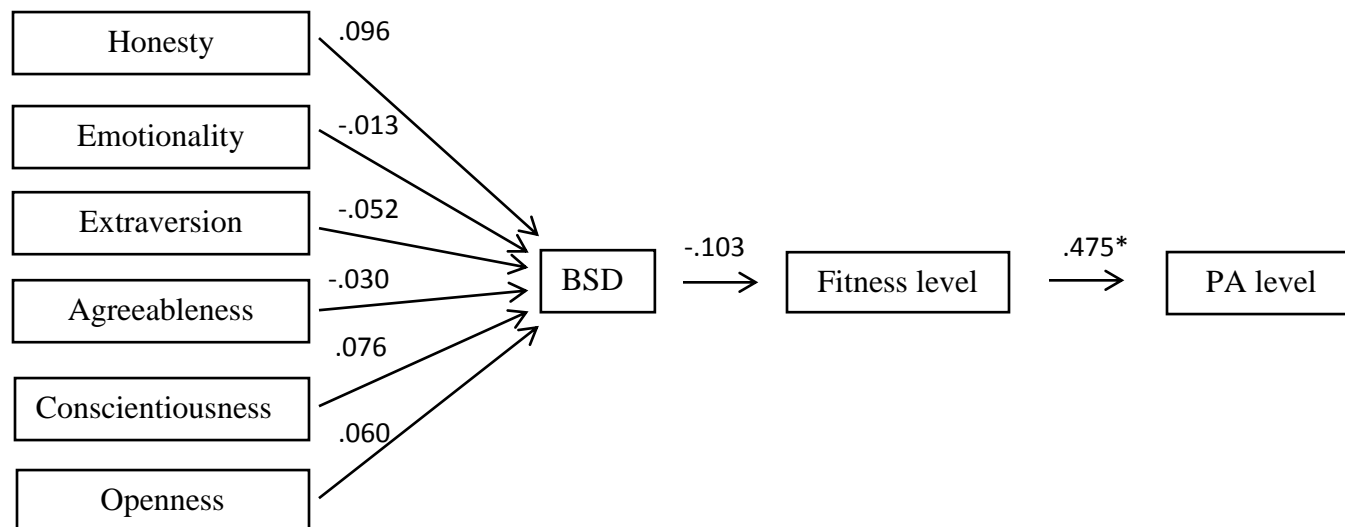 Honesty
.096
Emotionality
-.013
Extraversion
-.052
Agreeableness
-.030
Conscientiousness
.076
Openness
.060
BSD
-.103
Fitness level
.475*
PA level